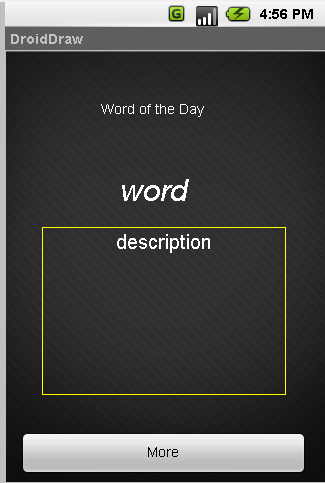 G 4:56 PM
DroidDraw
Word of the Day
word
description
More